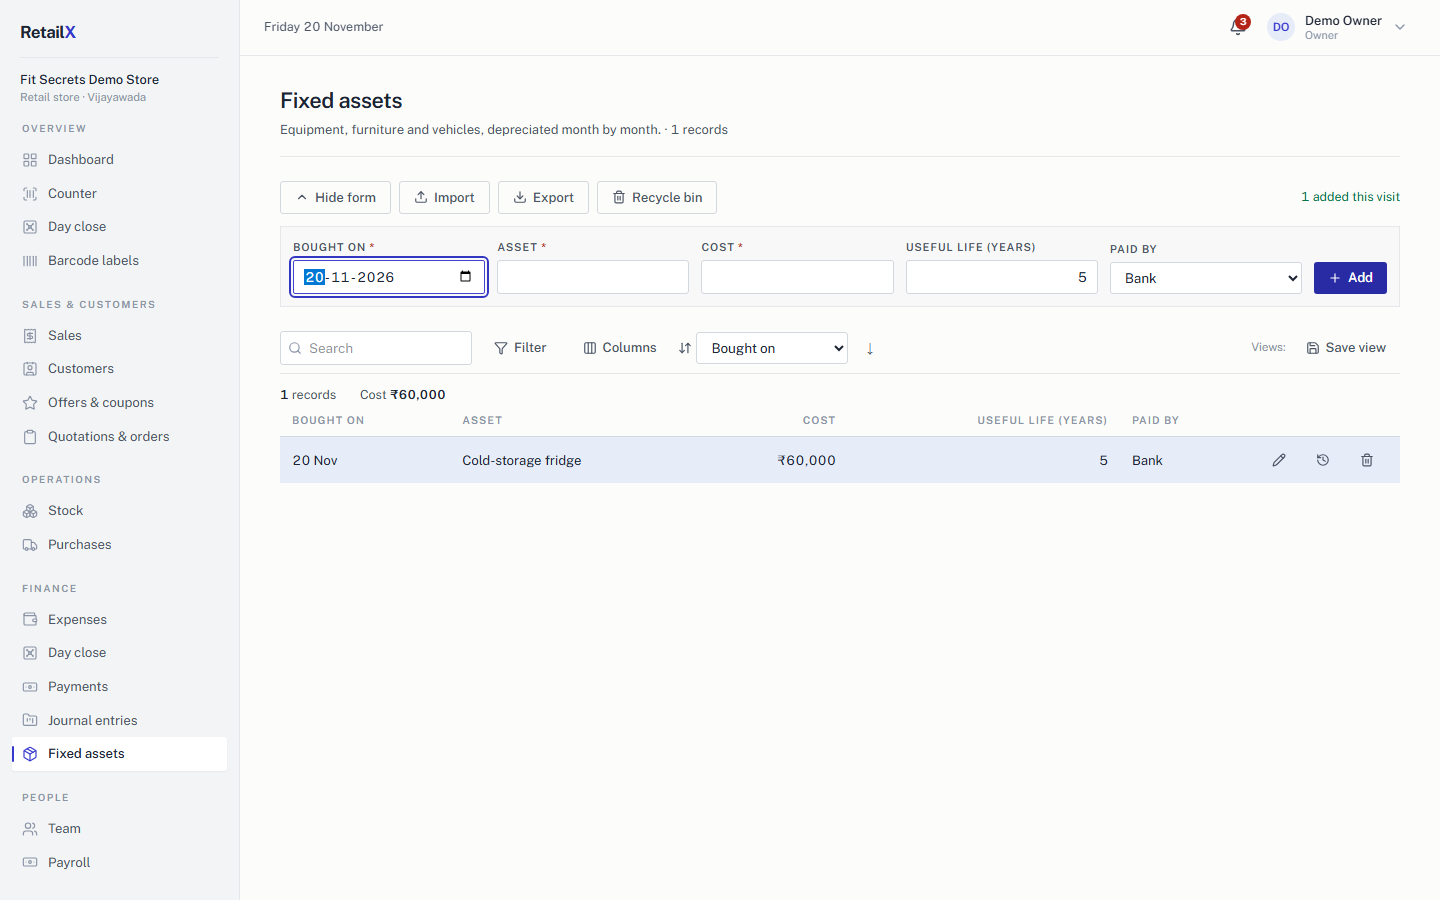 RetailX
Friday 20 November
3
DO
Demo Owner
Owner
Fit Secrets Demo Store
Retail store · Vijayawada
OVERVIEW
Dashboard
Counter
Day close
Barcode labels
SALES & CUSTOMERS
Sales
Customers
Offers & coupons
Quotations & orders
OPERATIONS
Stock
Purchases
FINANCE
Expenses
Day close
Payments
Journal entries
Fixed assets
PEOPLE
Team
Payroll
Fixed assets
Equipment, furniture and vehicles, depreciated month by month. · 1 records
Hide form Import Export Recycle bin 1 added this visit
BOUGHT ON * ASSET * COST * USEFUL LIFE (YEARS) PAID BY
20-11-2026 5 Bank + Add
Search Filter Columns Bought on ↓ Views: Save view
1 records Cost ₹60,000
BOUGHT ON ASSET COST USEFUL LIFE (YEARS) PAID BY
20 Nov Cold-storage fridge ₹60,000 5 Bank